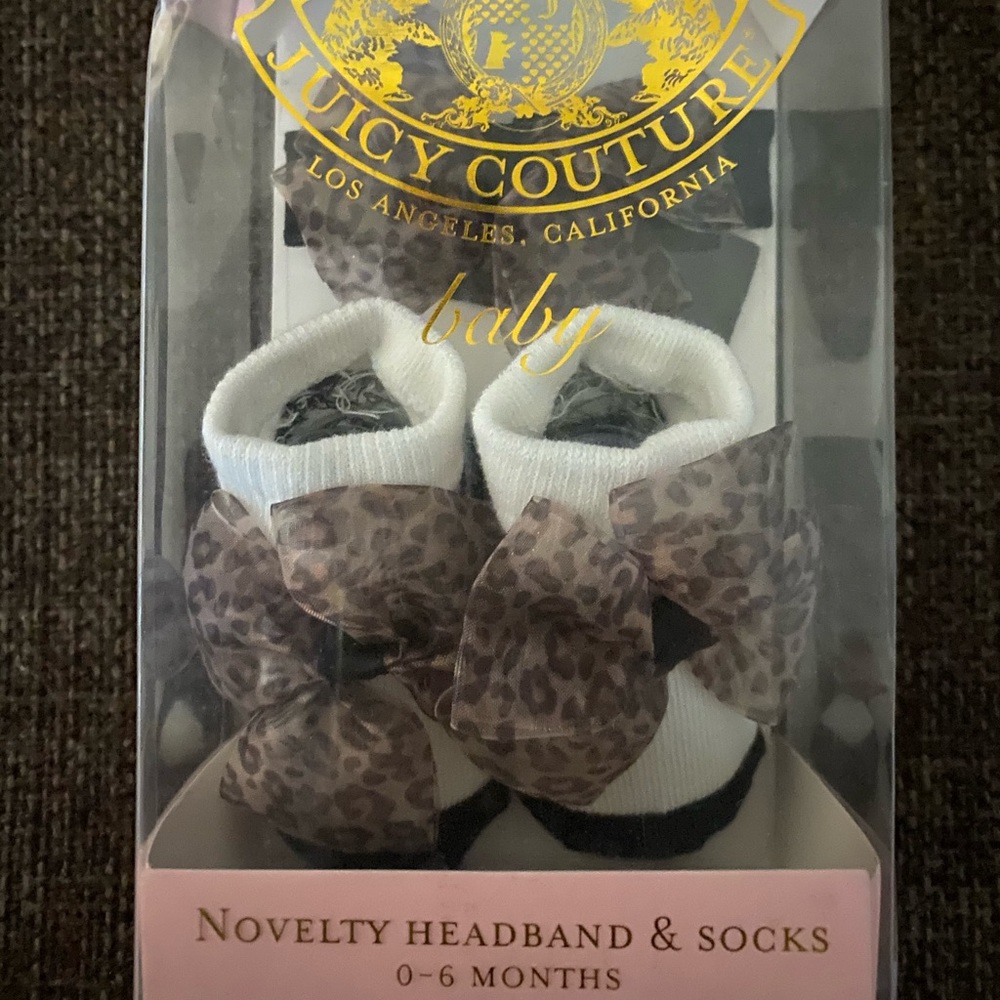 JUICY COUTURE
LOS ANGELES, CALIFORNIA
baby
NOVELTY HEADBAND & SOCKS
0-6 MONTHS